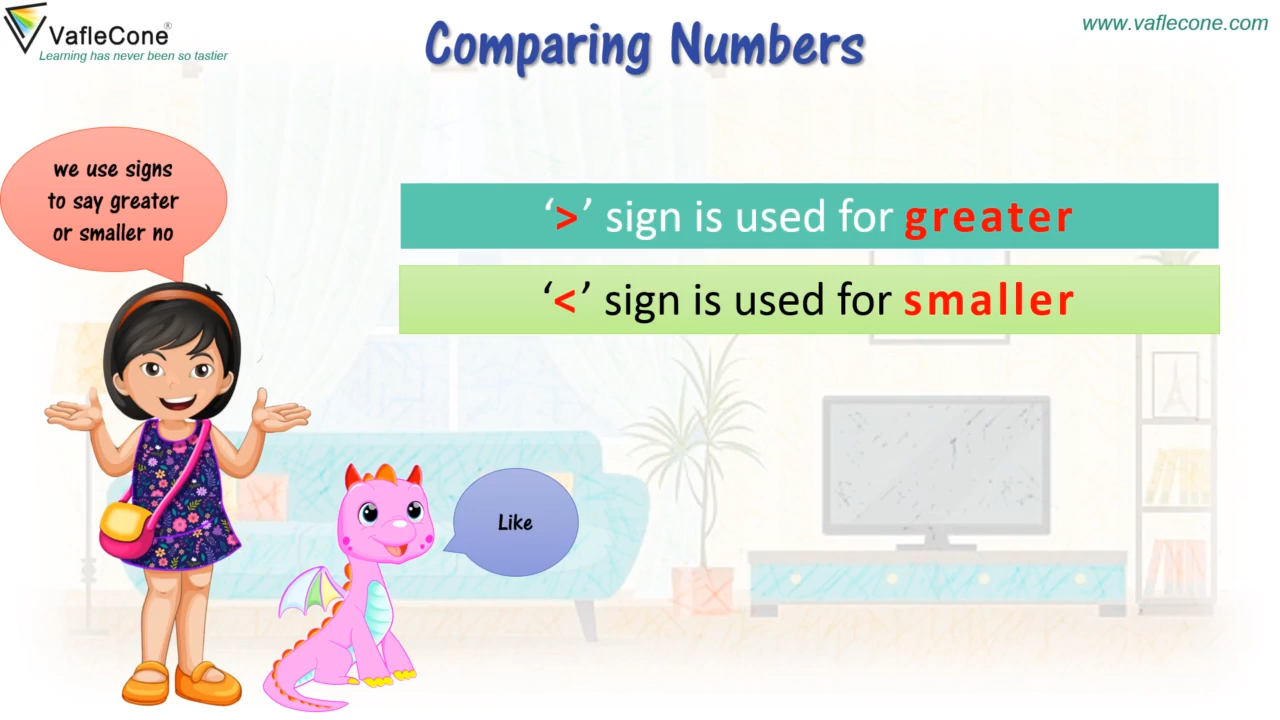 VafleCone®
Learning has never been so tastier
Comparing Numbers
www.vaflecone.com
we use signs
to say greater
or smaller no
‘>’ sign is used for greater
‘<’ sign is used for smaller
Like